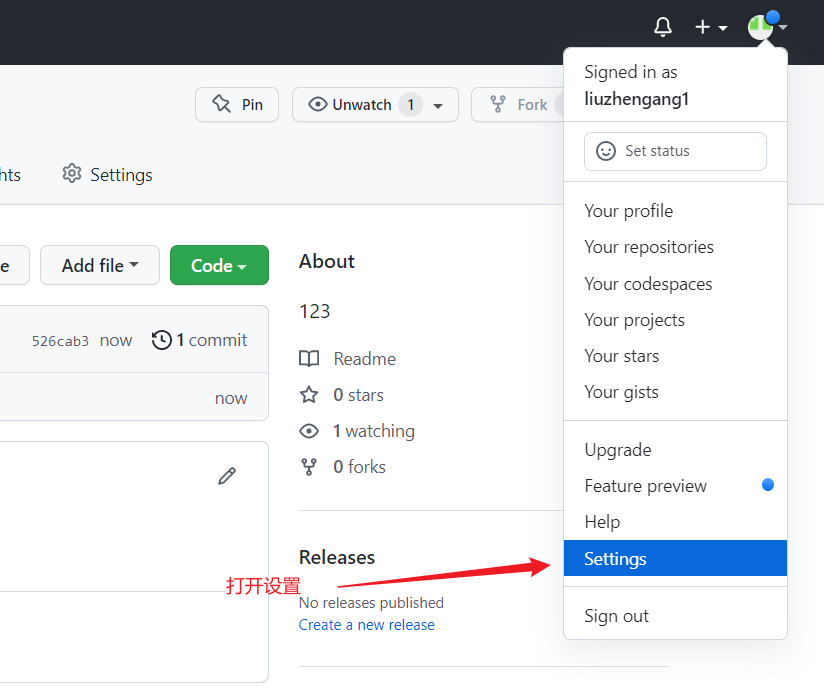 Signed in as
liuzhengang1
Pin
Unwatch 1
Fork
Set status
hts
Settings
Your profile
Your repositories
Your codespaces
Your projects
Your stars
Your gists
e
Add file
Code
About
123
526cab3 now 1 commit
now
Readme
0 stars
1 watching
0 forks
Upgrade
Feature preview
Help
Settings
Sign out
Releases
打开设置
No releases published
Create a new release